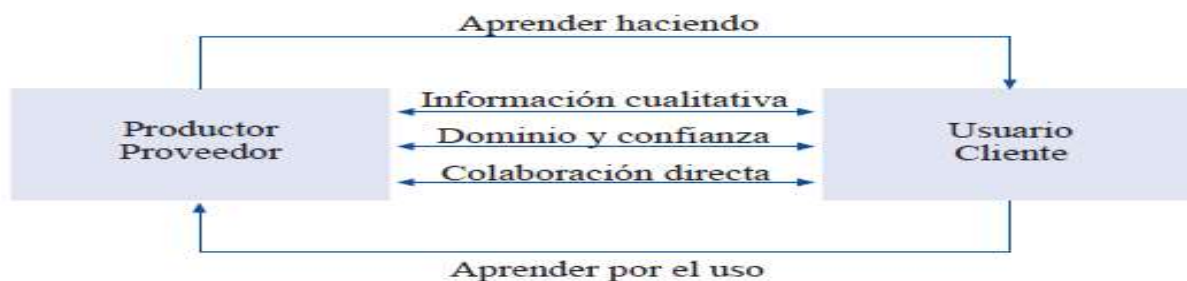 Aprender haciendo
Información cualitativa
Productor
Proveedor
Dominio y confianza
Usuario
Cliente
Colaboración directa
Aprender por el uso